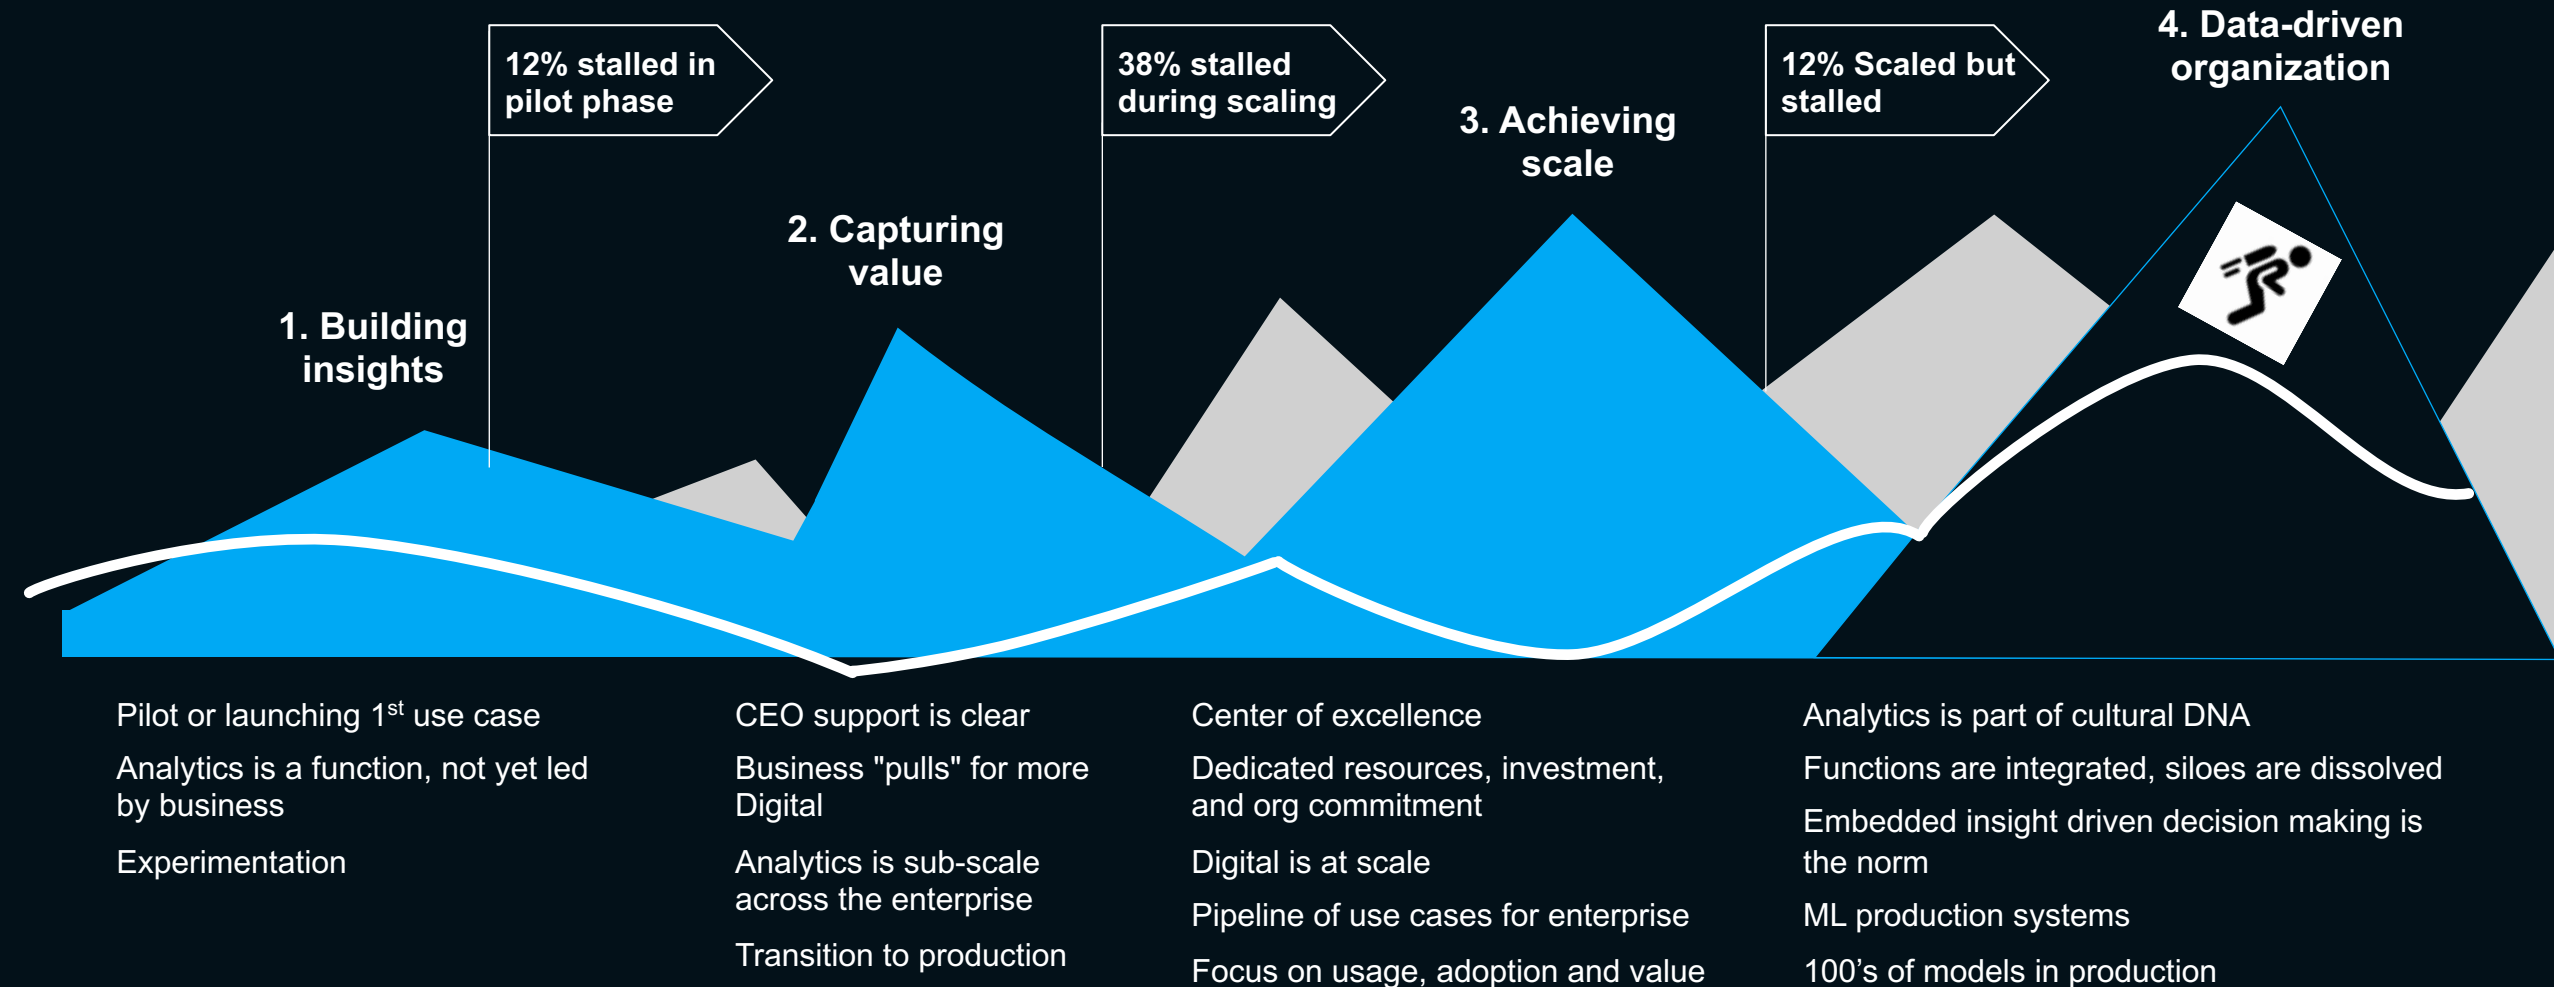 12% stalled in
pilot phase
38% stalled
during scaling
12% Scaled but
stalled
4. Data-driven
organization
3. Achieving
scale
2. Capturing
value
1. Building
insights
Pilot or launching 1st use case
Analytics is a function, not yet led
by business
Experimentation
CEO support is clear
Business "pulls" for more
Digital
Analytics is sub-scale
across the enterprise
Transition to production
Center of excellence
Dedicated resources, investment,
and org commitment
Digital is at scale
Pipeline of use cases for enterprise
Focus on usage, adoption and value
Analytics is part of cultural DNA
Functions are integrated, siloes are dissolved
Embedded insight driven decision making is
the norm
ML production systems
100’s of models in production